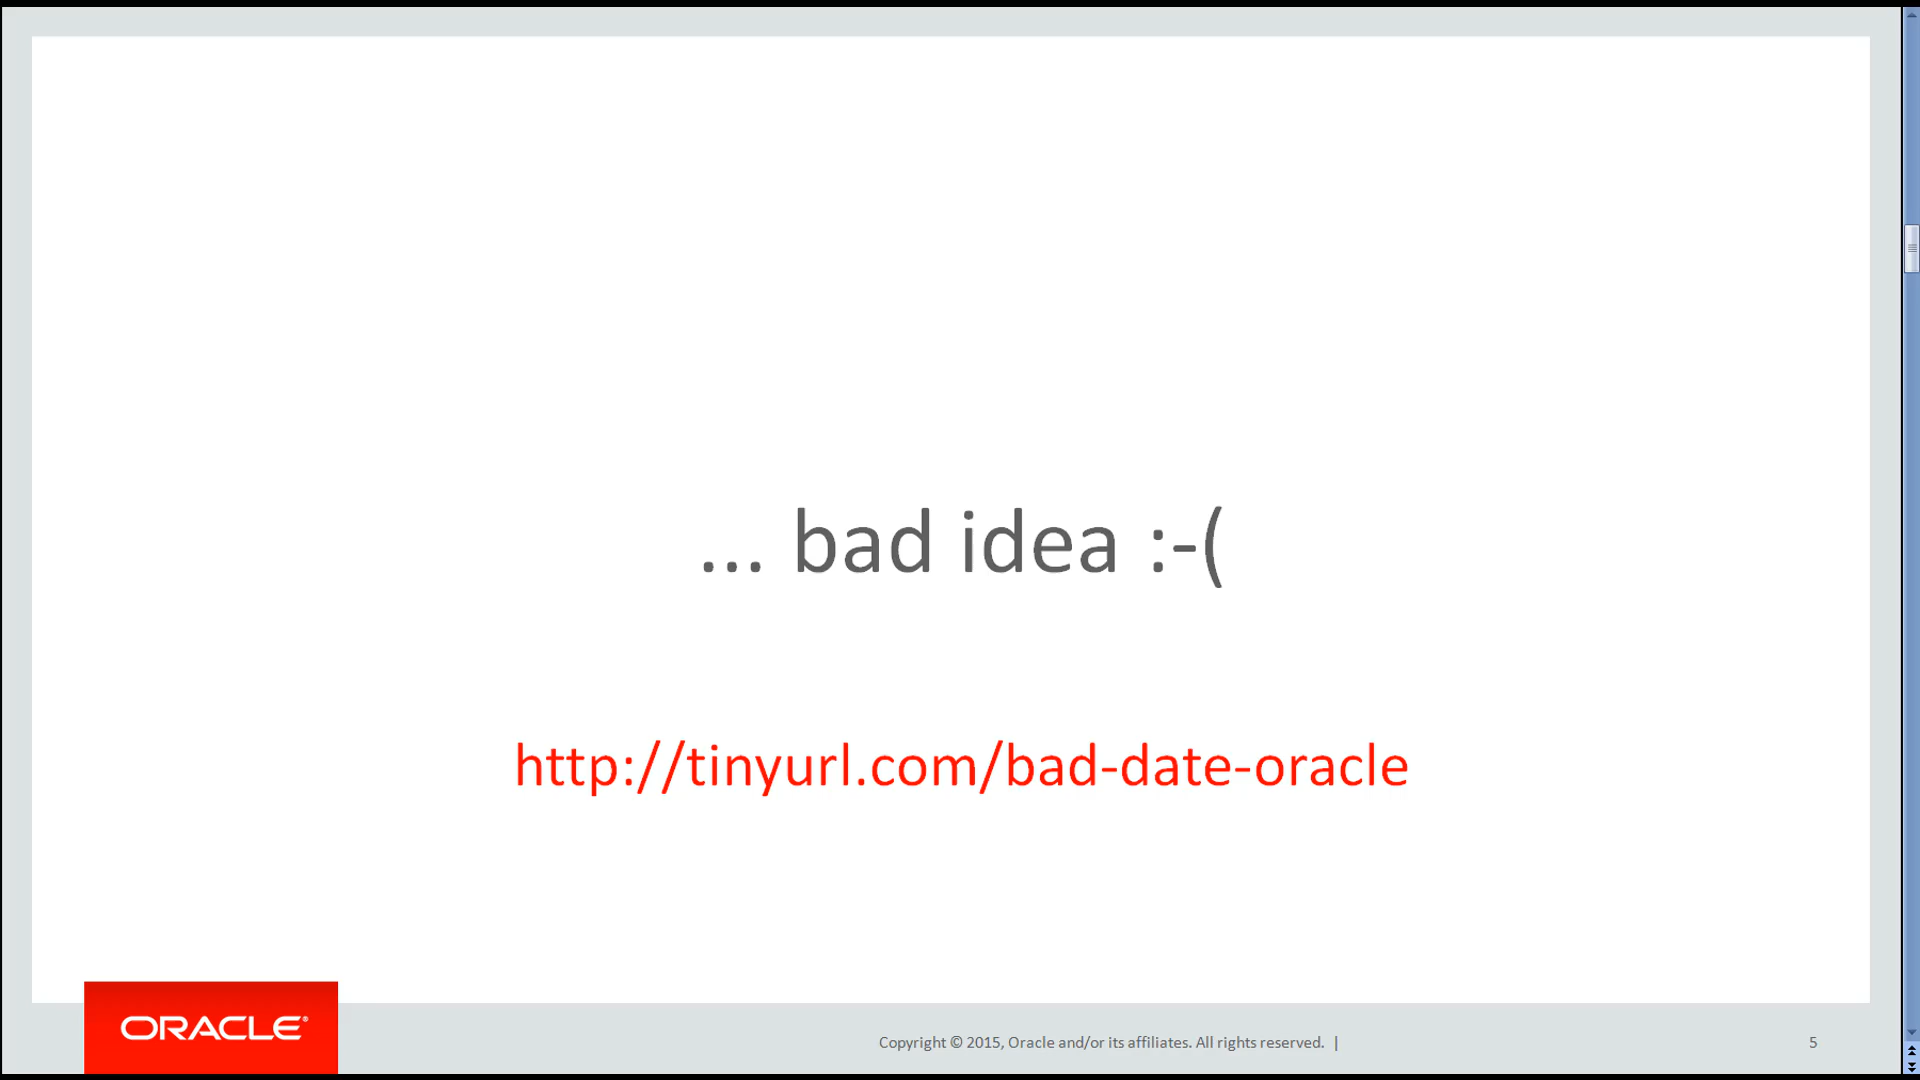 ... bad idea :-(
http://tinyurl.com/bad-date-oracle
ORACLE®
Copyright © 2015, Oracle and/or its affiliates. All rights reserved. |
5